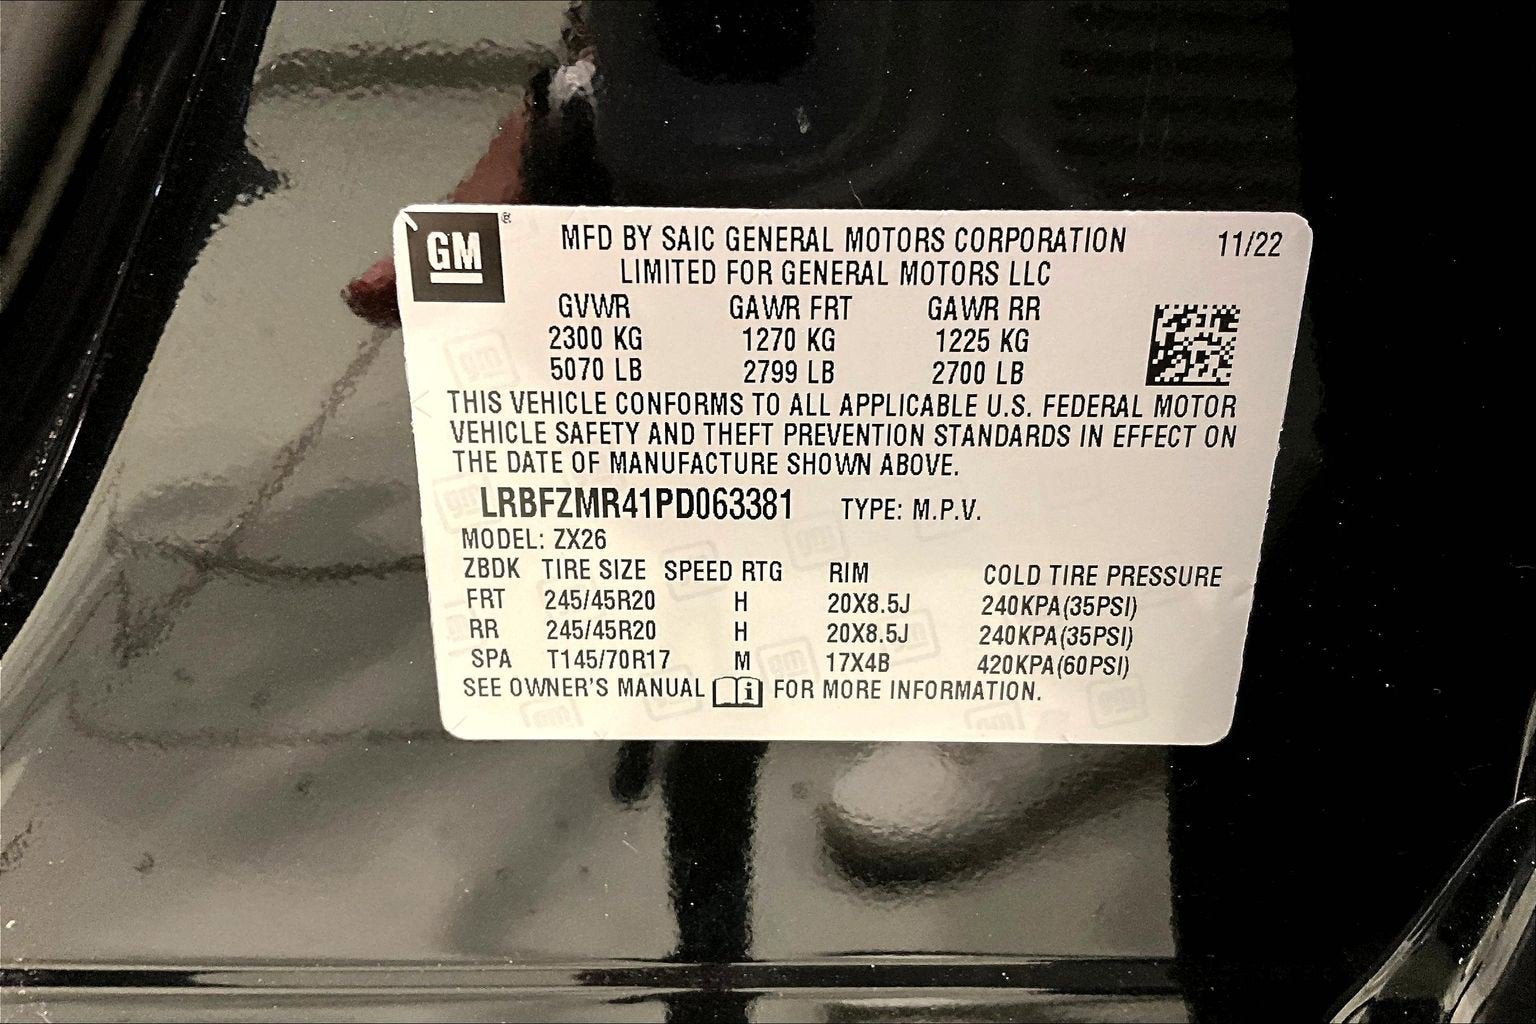 GM ®
MFD BY SAIC GENERAL MOTORS CORPORATION 11/22
LIMITED FOR GENERAL MOTORS LLC
GVWR GAWR FRT GAWR RR
2300 KG 1270 KG 1225 KG
5070 LB 2799 LB 2700 LB
THIS VEHICLE CONFORMS TO ALL APPLICABLE U.S. FEDERAL MOTOR
VEHICLE SAFETY AND THEFT PREVENTION STANDARDS IN EFFECT ON
THE DATE OF MANUFACTURE SHOWN ABOVE.
LRBFZMR41PD063381 TYPE: M.P.V.
MODEL: ZX26
ZBDK TIRE SIZE SPEED RTG RIM COLD TIRE PRESSURE
FRT 245/45R20 H 20X8.5J 240KPA(35PSI)
RR 245/45R20 H 20X8.5J 240KPA(35PSI)
SPA T145/70R17 M 17X4B 420KPA(60PSI)
SEE OWNER'S MANUAL i FOR MORE INFORMATION.